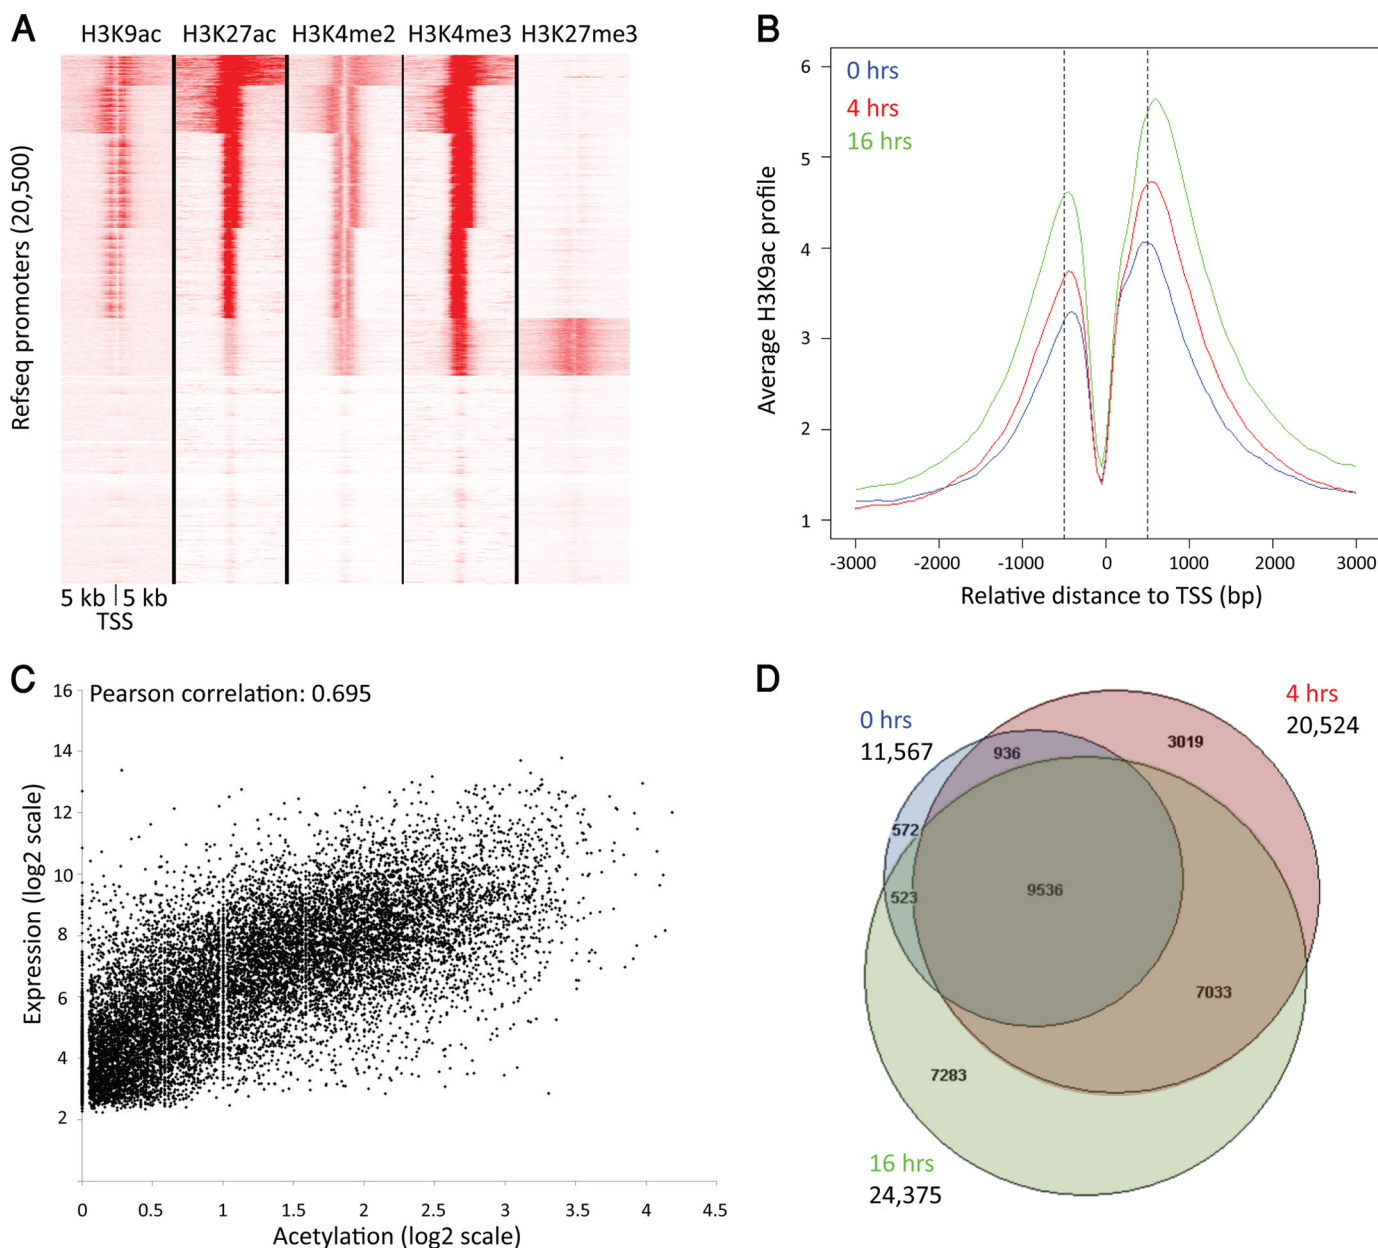 A
H3K9ac H3K27ac H3K4me2 H3K4me3 H3K27me3
Refseq promoters (20,500)
5 kb 5 kb
TSS
B
0 hrs
4 hrs
16 hrs
Average H3K9ac profile
6
5
4
3
2
1
-3000 -2000 -1000 0 1000 2000 3000
Relative distance to TSS (bp)
C
Pearson correlation: 0.695
Expression (log2 scale)
16
14
12
10
8
6
4
2
0 0.5 1 1.5 2 2.5 3 3.5 4 4.5
Acetylation (log2 scale)
D
0 hrs
11,567
4 hrs
20,524
936
3019
572
523
9536
7033
7283
16 hrs
24,375